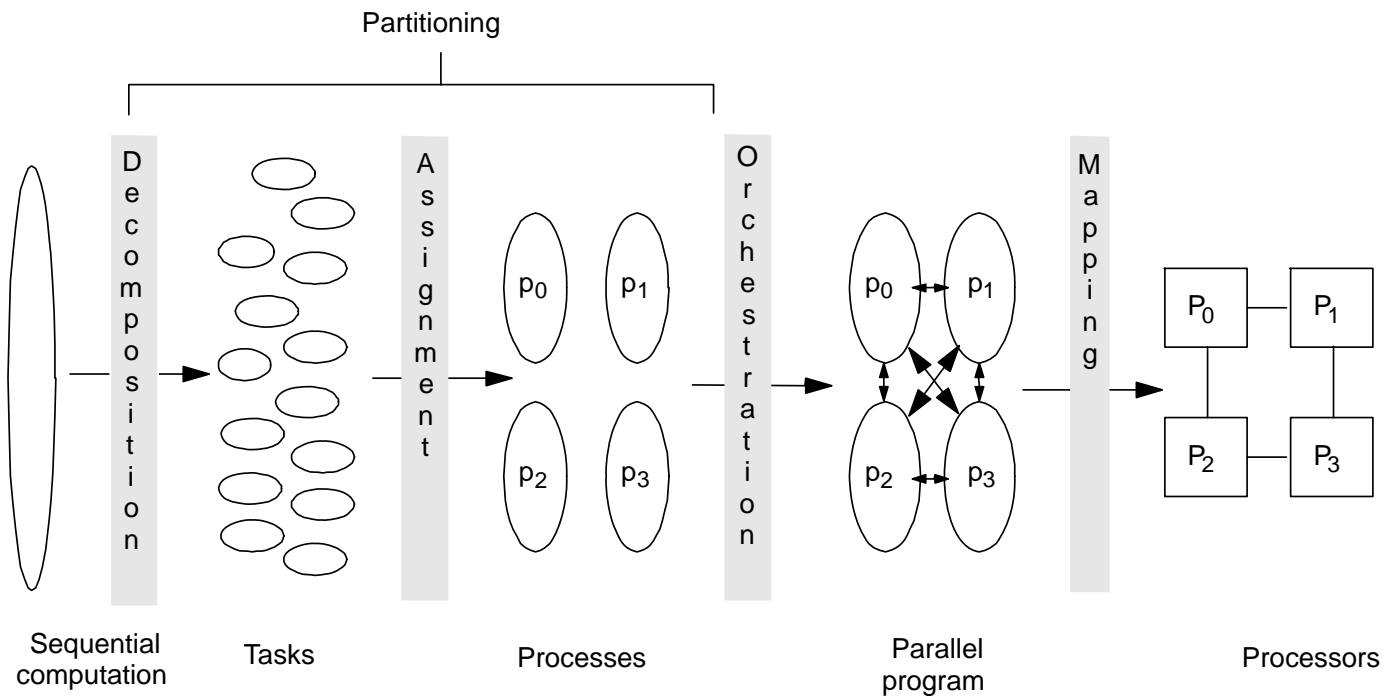 Partitioning
Decomposition
Assignment
Orchestration
Mapping
p0
p1
p2
p3
p0
p1
p2
p3
P0
P1
P2
P3
Sequential
computation
Tasks
Processes
Parallel
program
Processors